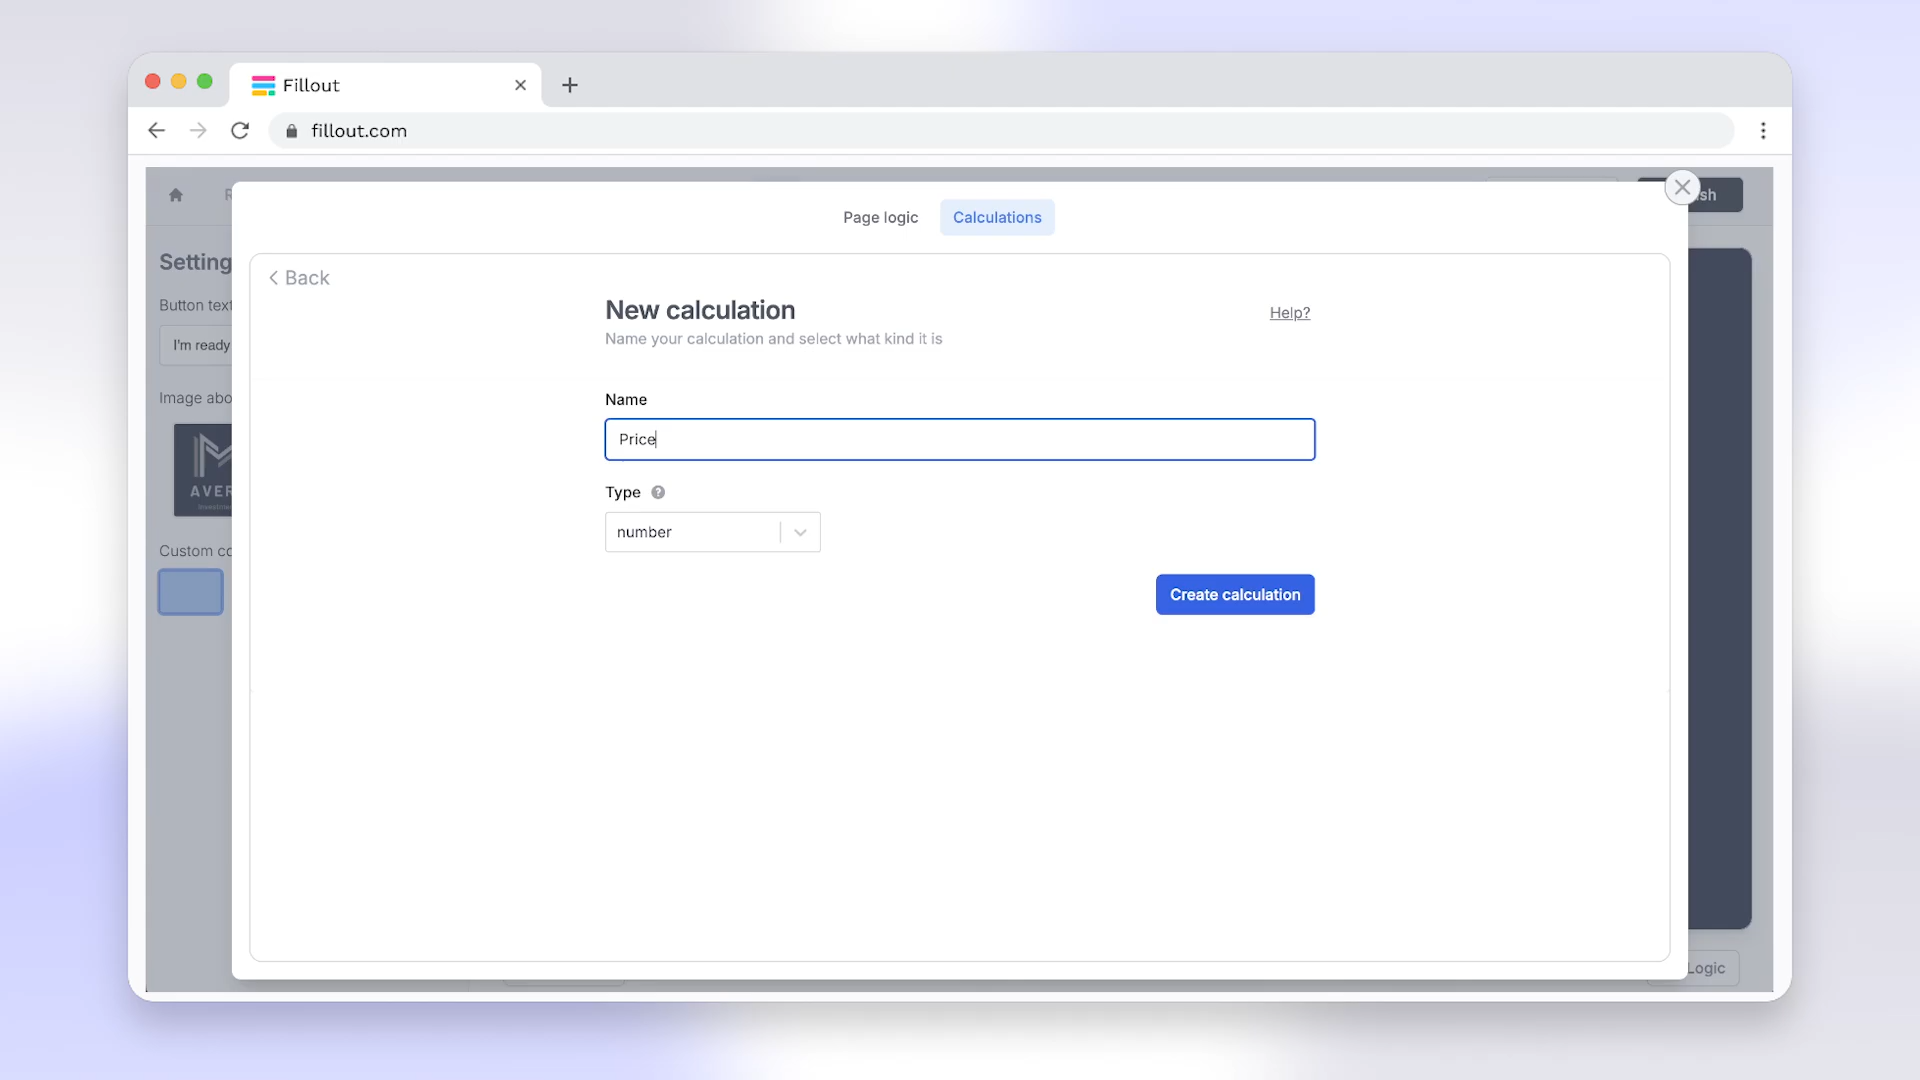 Fillout
fillout.com
Page logic
Calculations
Setting
Back
Button text
New calculation
Help?
Name your calculation and select what kind it is
I'm ready
Image abo
Name
Price
AVER
Type
number
Custom co
Create calculation
Logic